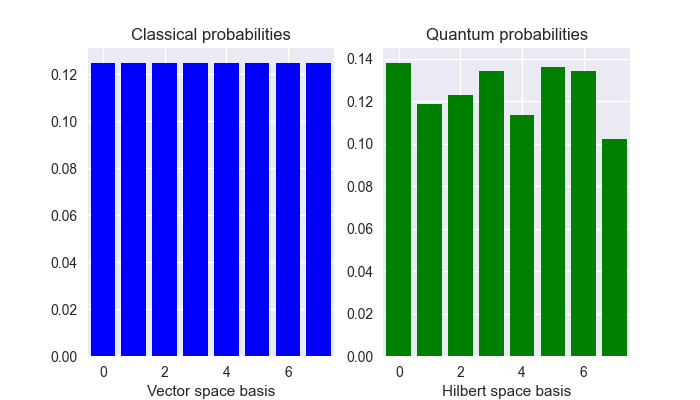 Classical probabilities
0.12
0.10
0.08
0.06
0.04
0.02
0.00
0 2 4 6
Vector space basis
Quantum probabilities
0.14
0.12
0.10
0.08
0.06
0.04
0.02
0.00
0 2 4 6
Hilbert space basis